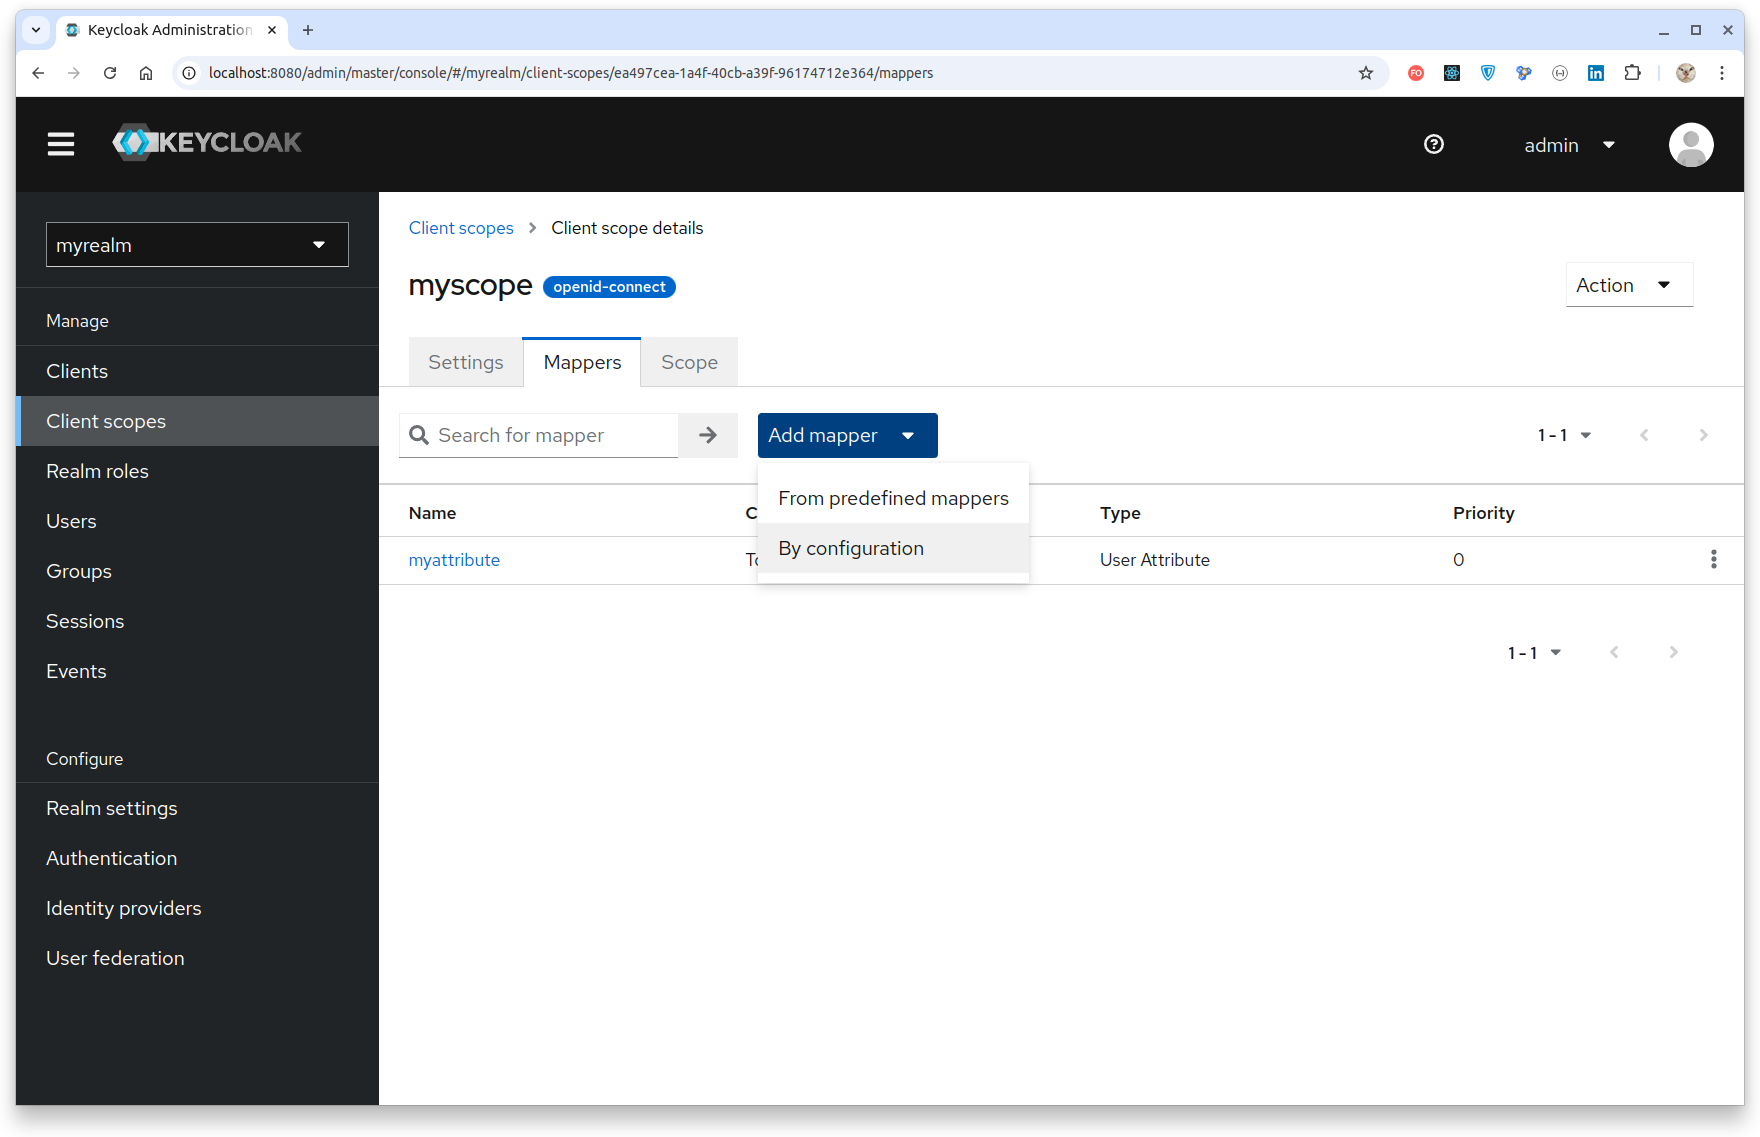 Keycloak Administration
localhost:8080/admin/master/console/#/myrealm/client-scopes/ea497cea-1a4f-40cb-a39f-96174712e364/mappers
FO
in
KEYCLOAK
admin
myrealm
Manage
Clients
Client scopes
Realm roles
Users
Groups
Sessions
Events
Configure
Realm settings
Authentication
Identity providers
User federation
Client scopes Client scope details
myscope openid-connect
Action
Settings Mappers Scope
Search for mapper
Add mapper
1 - 1
From predefined mappers
By configuration
Name Type Priority
myattribute User Attribute 0
1 - 1